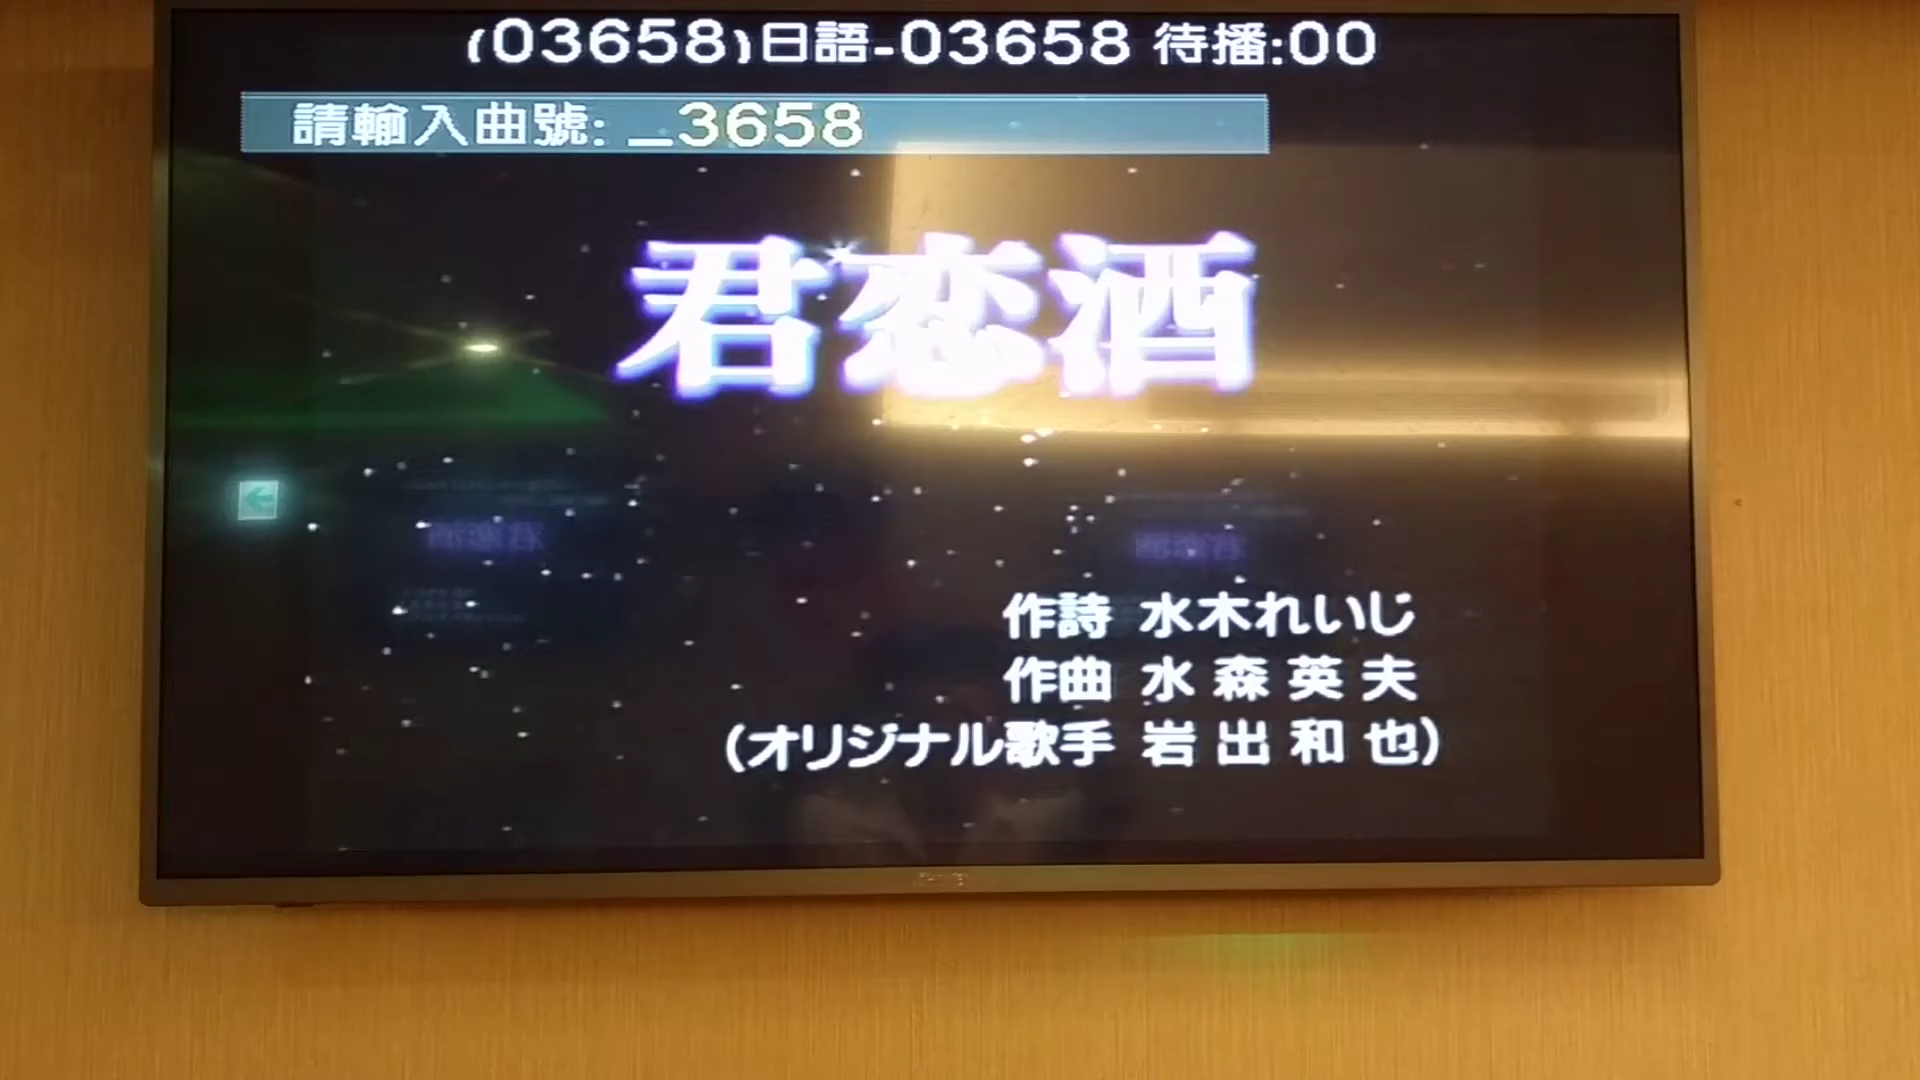 (03658)日語-03658 待播:00
請輸入曲號: _3658
君恋酒
作詩 水木れいじ
作曲 水森英夫
(オリジナル歌手 岩出和也)